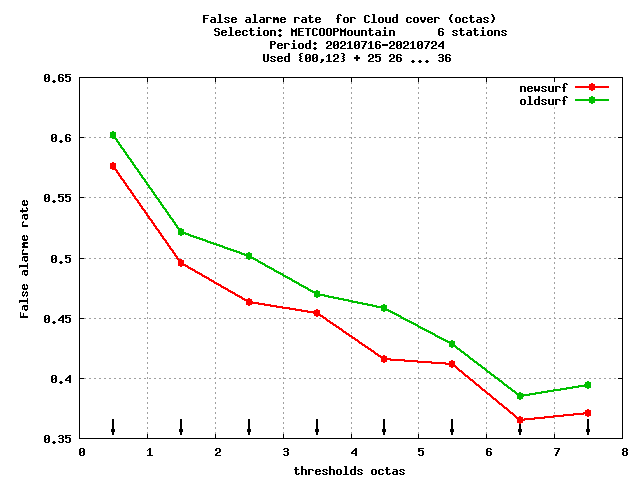 False alarme rate  for Cloud cover (octas)
Selection: METCOOPMountain      6 stations
Period: 20210716-20210724
Used {00,12} + 25 26 ... 36
newsurf
oldsurf
0.65
0.6
0.55
0.5
0.45
0.4
0.35
False alarme rate
0 1 2 3 4 5 6 7 8
thresholds octas